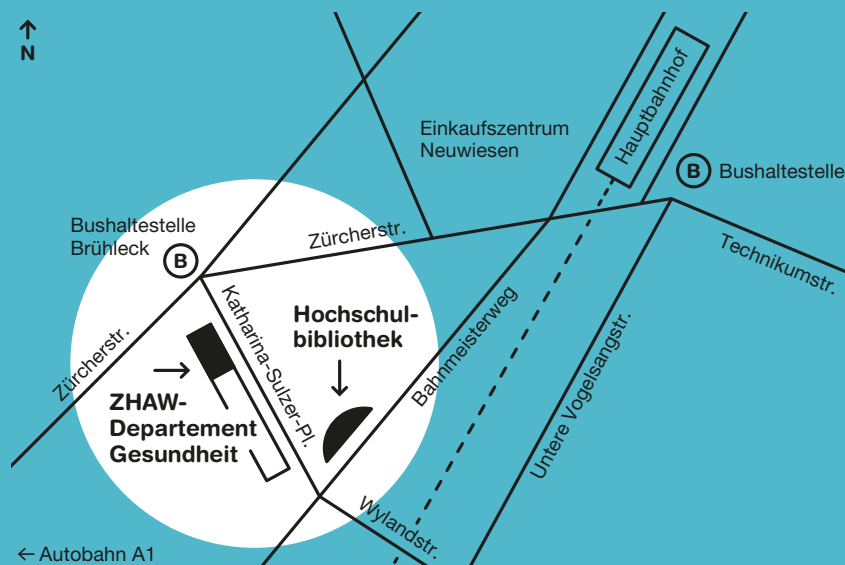 N
Einkaufszentrum
Neuwiesen
Hauptbahnhof
B Bushaltestelle
Bushaltestelle
Brühleck
B
Zürcherstr.
Technikumstr.
Zürcherstr.
Katharina-Sulzer-Pl.
Hochschul-
bibliothek
Bahnmeisterweg
Untere Vogelsangstr.
ZHAW-
Departement
Gesundheit
Wylandstr.
← Autobahn A1